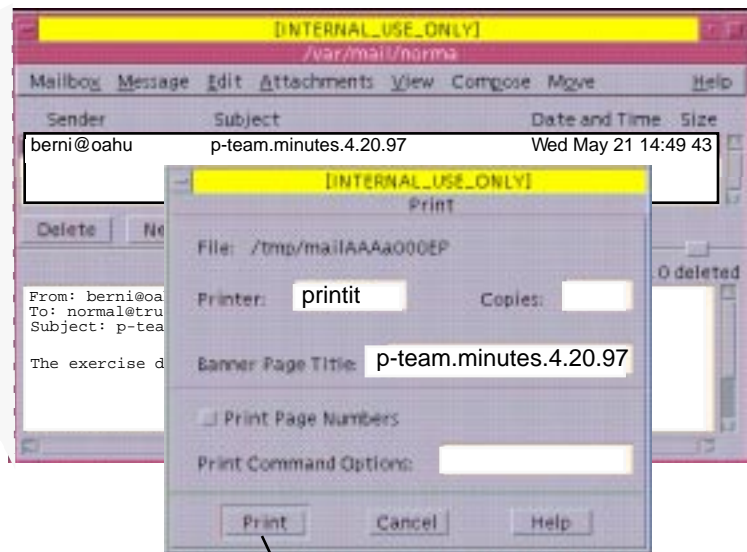 [INTERNAL_USE_ONLY]
/var/mail/norma
Mailbox Message Edit Attachments View Compose Move Help
Sender Subject Date and Time Size
berni@oahu p-team.minutes.4.20.97 Wed May 21 14:49 43
[INTERNAL_USE_ONLY]
Print
Delete Ne
File: /tmp/mailAAAa000EP
0 deleted
From: berni@oa
Printer: printit Copies:
To: normal@tru
Subject: p-tea
The exercise d
Banner Page Title: p-team.minutes.4.20.97
Print Page Numbers
Print Command Options:
Print Cancel Help